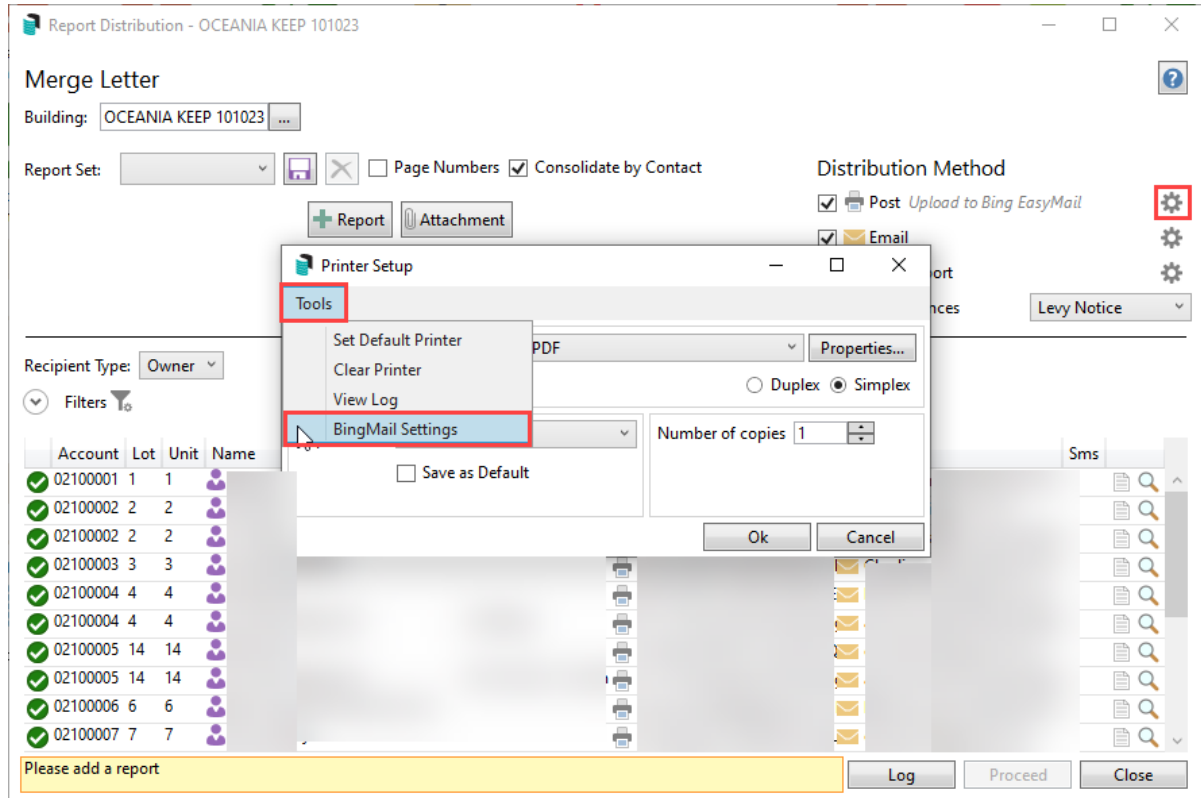 Report Distribution - OCEANIA KEEP 101023
Merge Letter
Building: OCEANIA KEEP 101023 ...
Report Set: Page Numbers Consolidate by Contact
Distribution Method
Post Upload to Bing EasyMail
Report Attachment
Email
Printer Setup
Tools
Levy Notice
Set Default Printer
PDF
Properties...
Clear Printer
Duplex Simplex
View Log
BingMail Settings
Number of copies 1
Save as Default
Ok Cancel
Recipient Type: Owner
Filters
Account Lot Unit Name Sms
02100001 1 1
02100002 2 2
02100002 2 2
02100003 3 3
02100004 4 4
02100004 4 4
02100005 14 14
02100005 14 14
02100006 6 6
02100007 7 7
Please add a report
Log Proceed Close